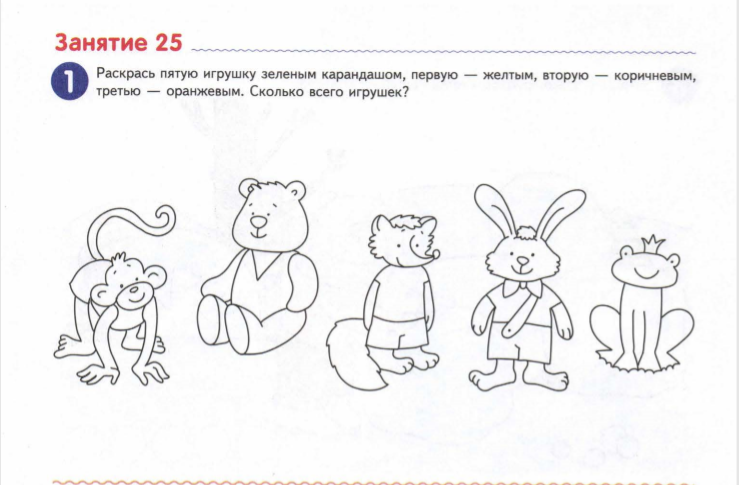 Занятие 25
1
Раскрась пятую игрушку зеленым карандашом, первую — желтым, вторую — коричневым,
третью — оранжевым. Сколько всего игрушек?